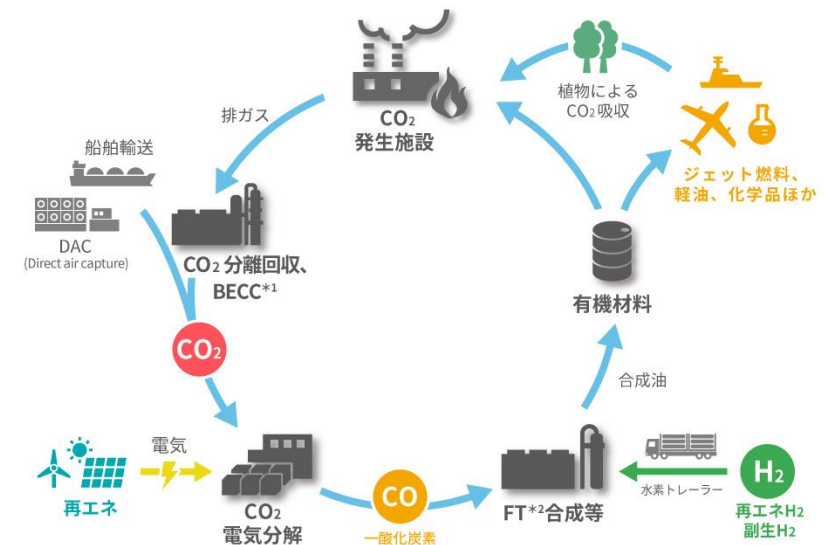 CO₂
発生施設
植物による
CO₂吸収
ジェット燃料、
軽油、化学品ほか
排ガス
船舶輸送
DAC
(Direct air capture)
CO₂ 分離回収、
BECC*1
CO₂
有機材料
合成油
再エネ
電気
CO₂
電気分解
CO
一酸化炭素
FT*2合成等
水素トレーラー
H₂
再エネH₂
副生H₂